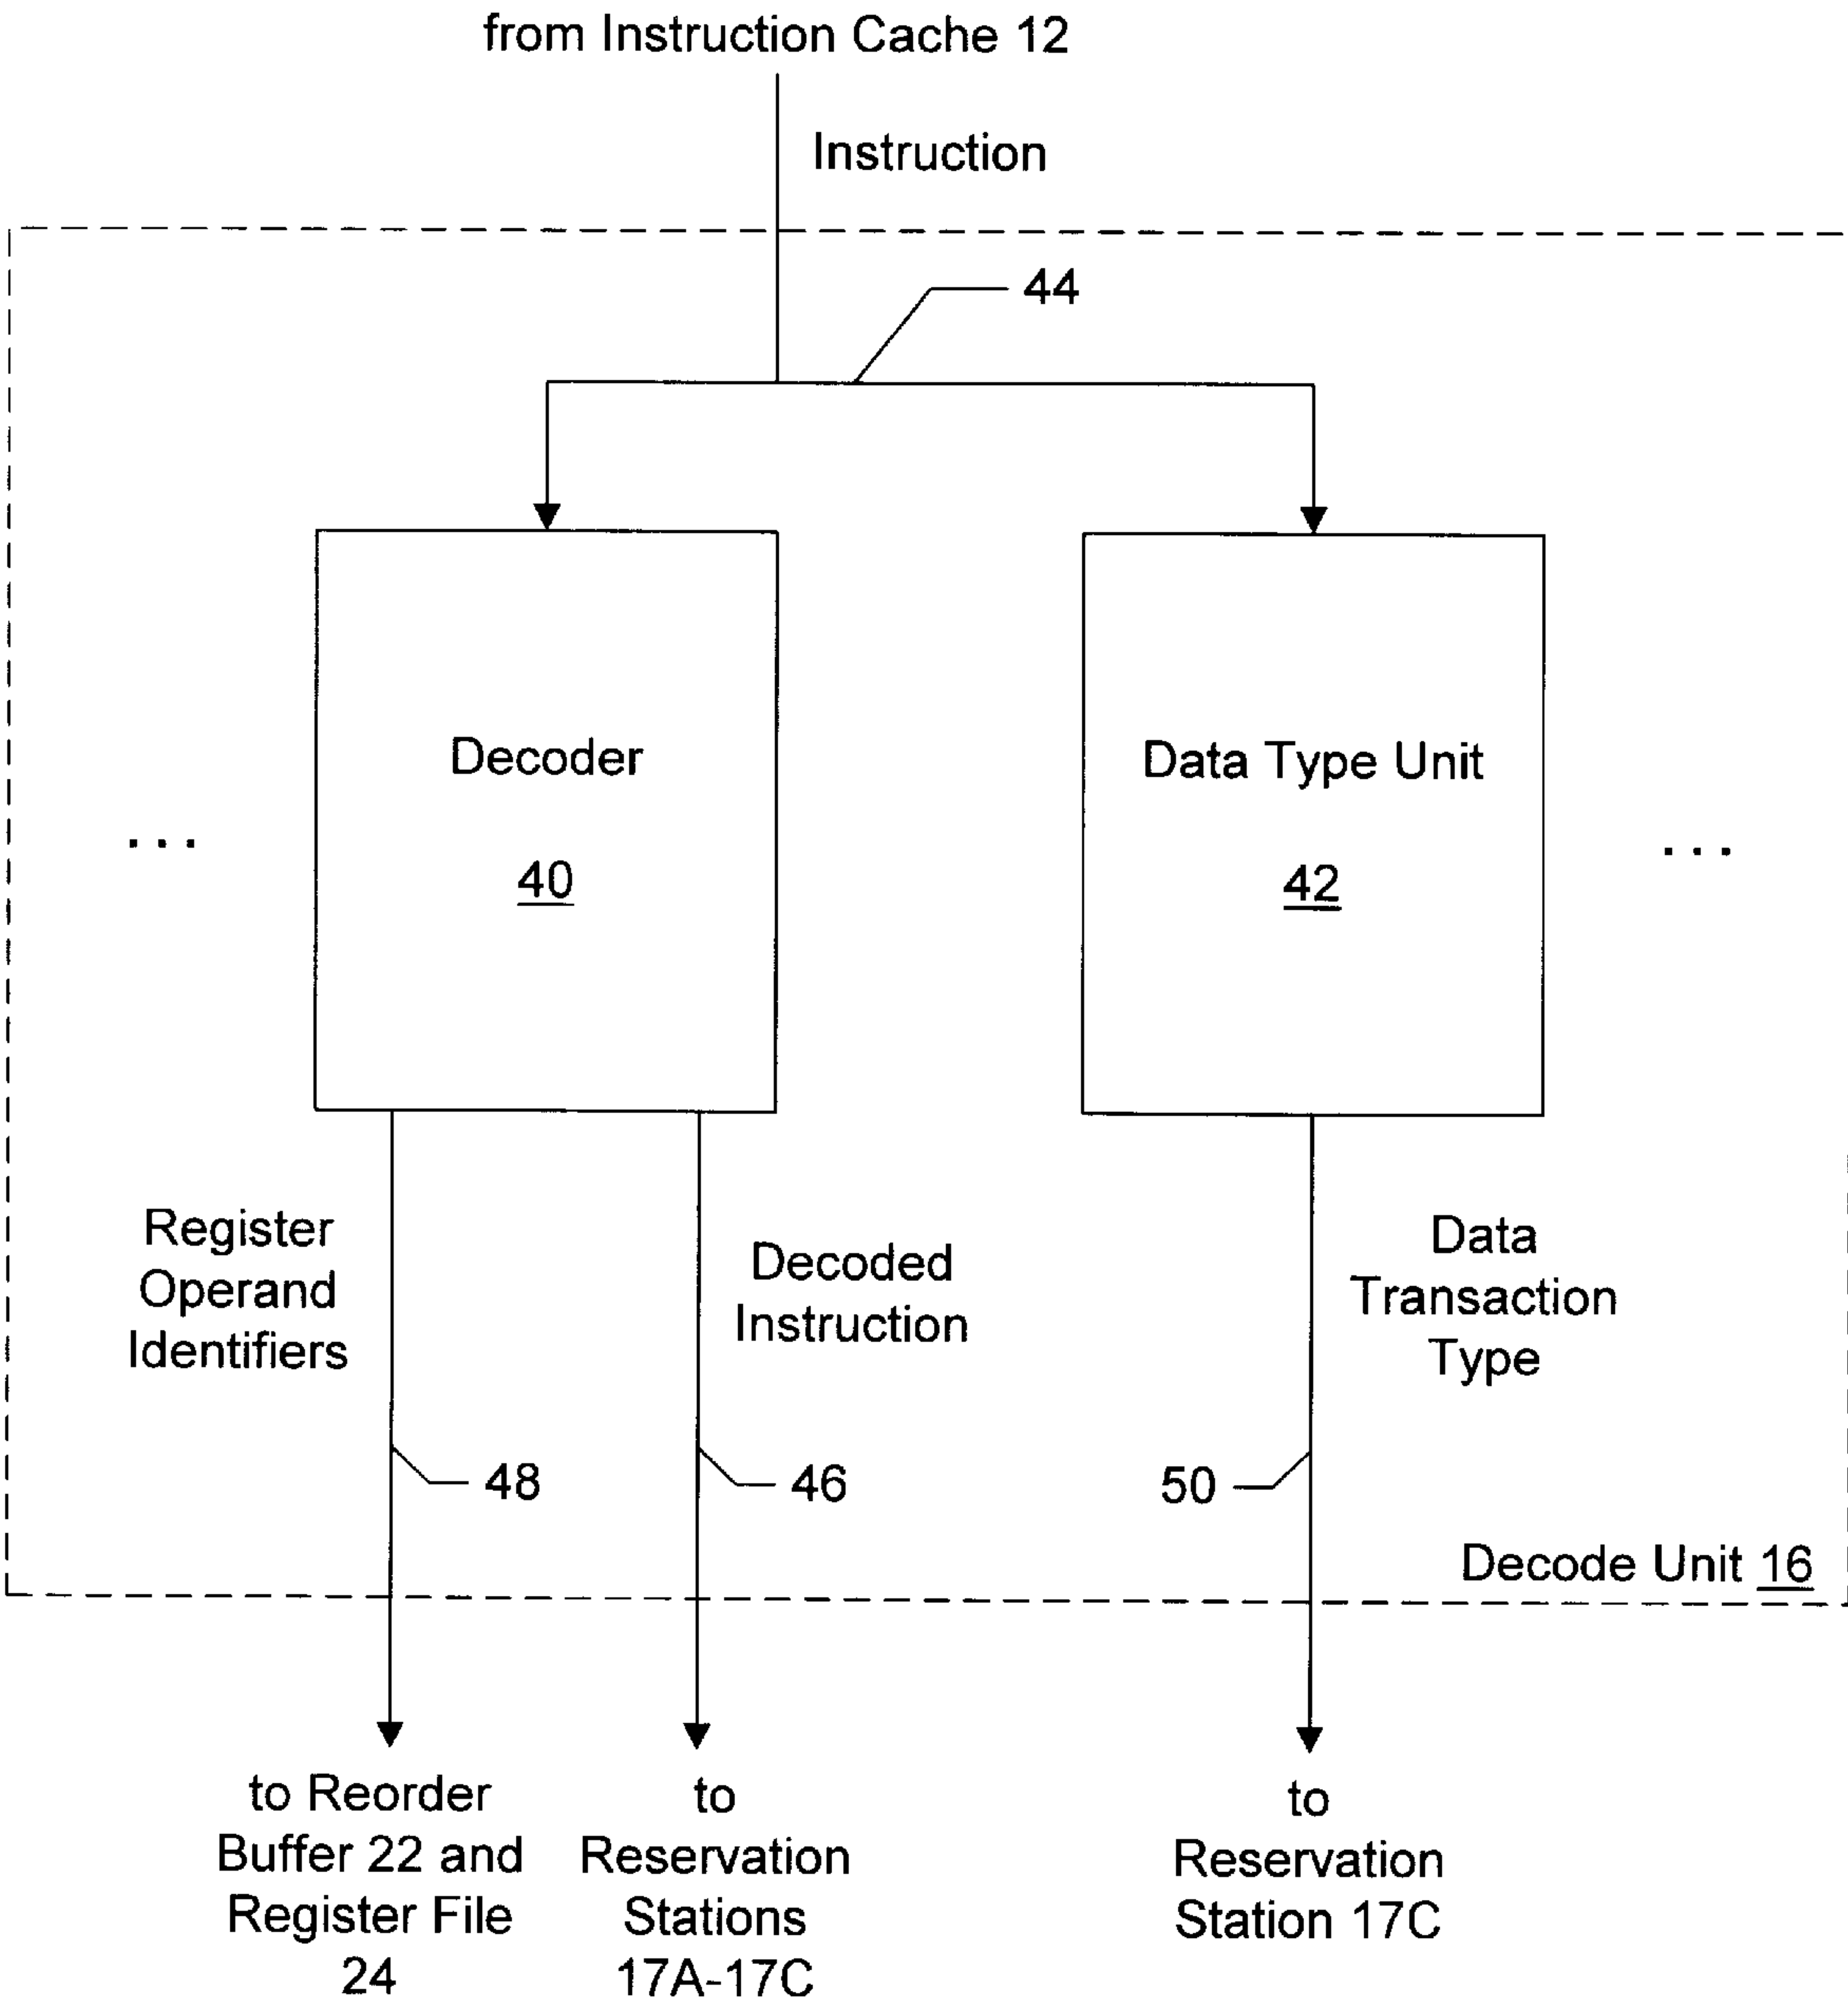 from Instruction Cache 12
Instruction
44
Decoder
40
Data Type Unit
42
...
...
Register
Operand
Identifiers
Decoded
Instruction
Data
Transaction
Type
48
46
50
Decode Unit 16
to Reorder
Buffer 22 and
Register File
24
to
Reservation
Stations
17A-17C
to
Reservation
Station 17C